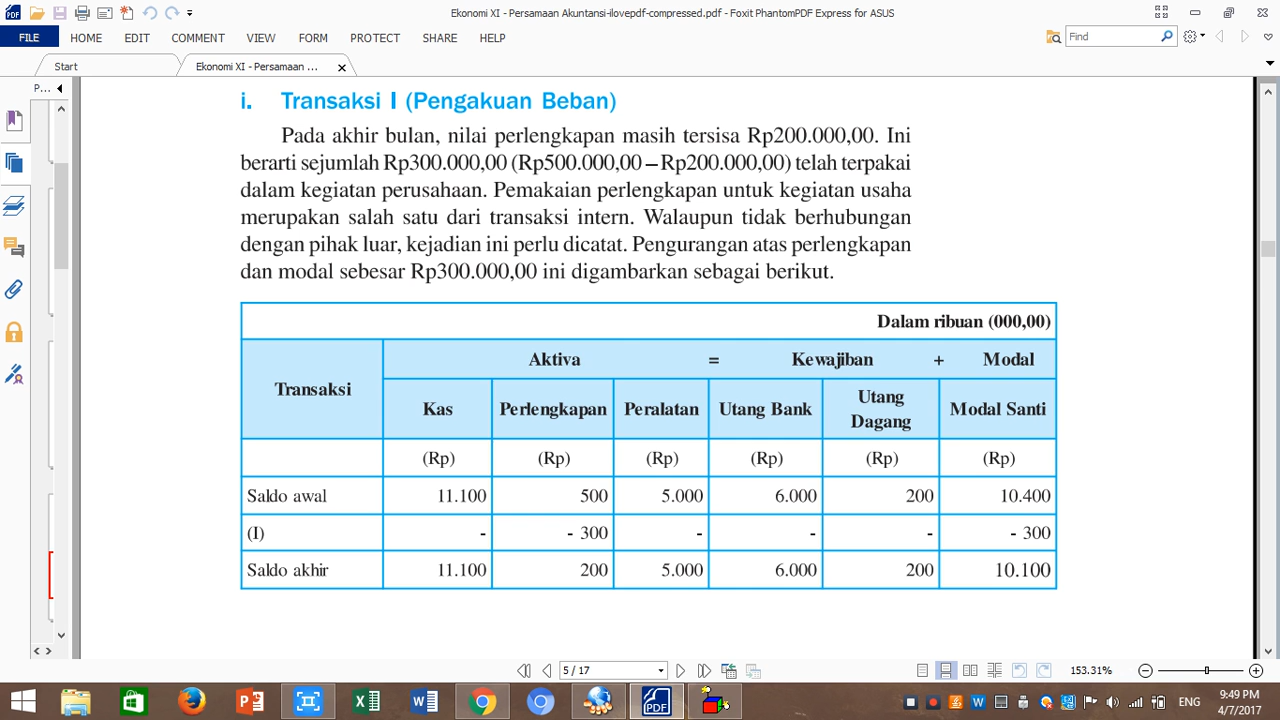 Ekonomi XI - Persamaan Akuntansi-ilovepdf-compressed.pdf - Foxit PhantomPDF Express for ASUS
FILE HOME EDIT COMMENT VIEW FORM PROTECT SHARE HELP Find
Start Ekonomi XI - Persamaan ...
P...
i. Transaksi I (Pengakuan Beban)
Pada akhir bulan, nilai perlengkapan masih tersisa Rp200.000,00. Ini
berarti sejumlah Rp300.000,00 (Rp500.000,00 – Rp200.000,00) telah terpakai
dalam kegiatan perusahaan. Pemakaian perlengkapan untuk kegiatan usaha
merupakan salah satu dari transaksi intern. Walaupun tidak berhubungan
dengan pihak luar, kejadian ini perlu dicatat. Pengurangan atas perlengkapan
dan modal sebesar Rp300.000,00 ini digambarkan sebagai berikut.
Dalam ribuan (000,00)
Transaksi Aktiva = Kewajiban + Modal
Kas Perlengkapan Peralatan Utang Bank Utang Dagang Modal Santi
(Rp) (Rp) (Rp) (Rp) (Rp) (Rp)
Saldo awal 11.100 500 5.000 6.000 200 10.400
(I) - - 300 - - - - 300
Saldo akhir 11.100 200 5.000 6.000 200 10.100
5 / 17 153.31%
ENG 9:49 PM
4/7/2017